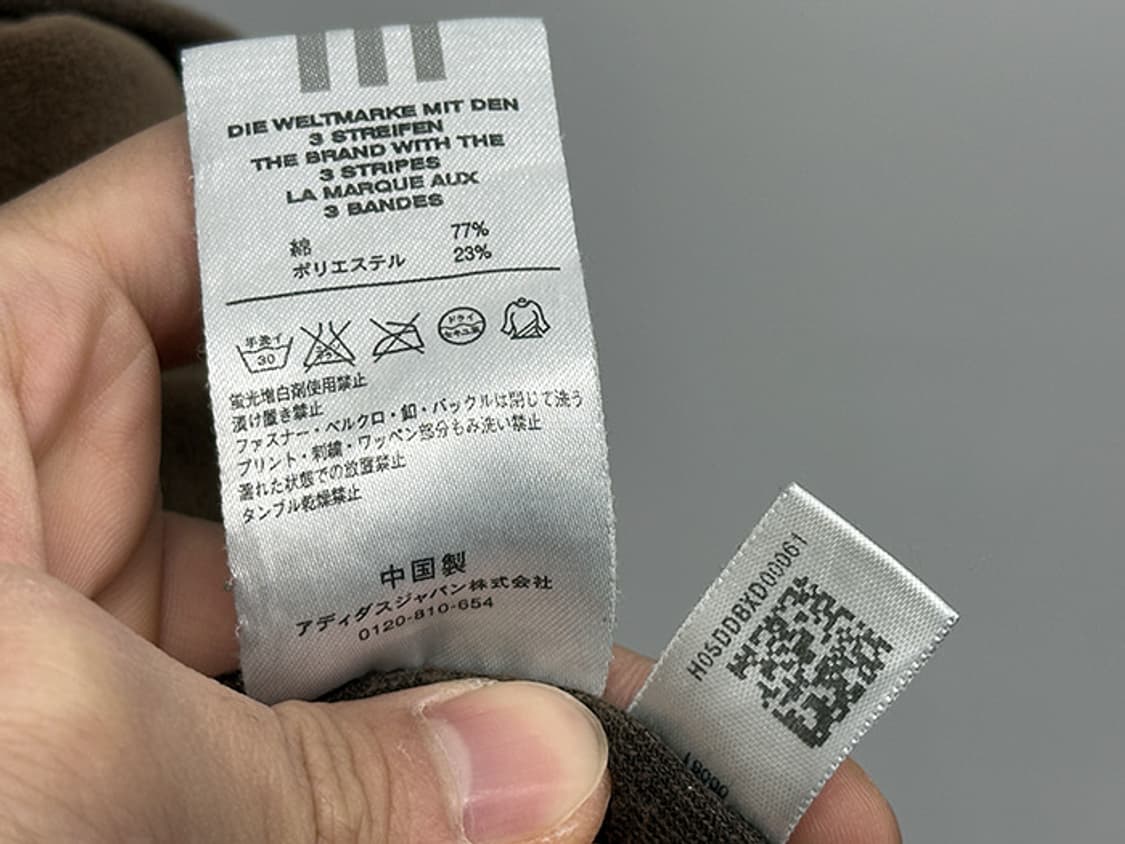 DIE WELTMARKE MIT DEN
3 STREIFEN
THE BRAND WITH THE
3 STRIPES
LA MARQUE AUX
3 BANDES
綿 77%
ポリエステル 23%
手洗イ
30
ドライ
セキユ系
蛍光増白剤使用禁止
漬け置き禁止
ファスナー・ベルクロ・釦・バックルは閉じて洗う
プリント・刺繍・ワッペン部分もみ洗い禁止
濡れた状態での放置禁止
タンブル乾燥禁止
中国製
アディダスジャパン株式会社
0120-810-654
H05DDBXD00061